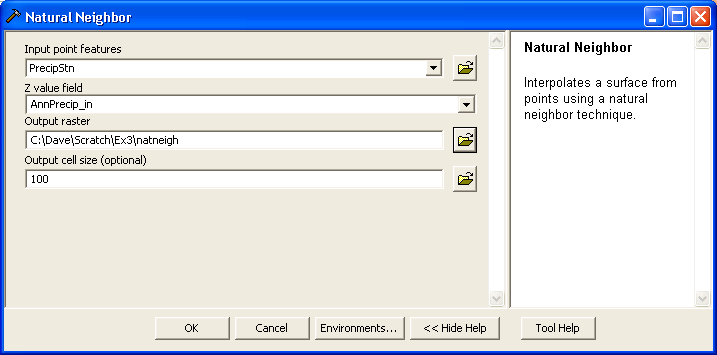 Natural Neighbor
Input point features
PrecipStn
Z value field
AnnPrecip_in
Output raster
C:\Dave\Scratch\Ex3\natneigh
Output cell size (optional)
100
Natural Neighbor
Interpolates a surface from
points using a natural
neighbor technique.
OK
Cancel
Environments...
<< Hide Help
Tool Help